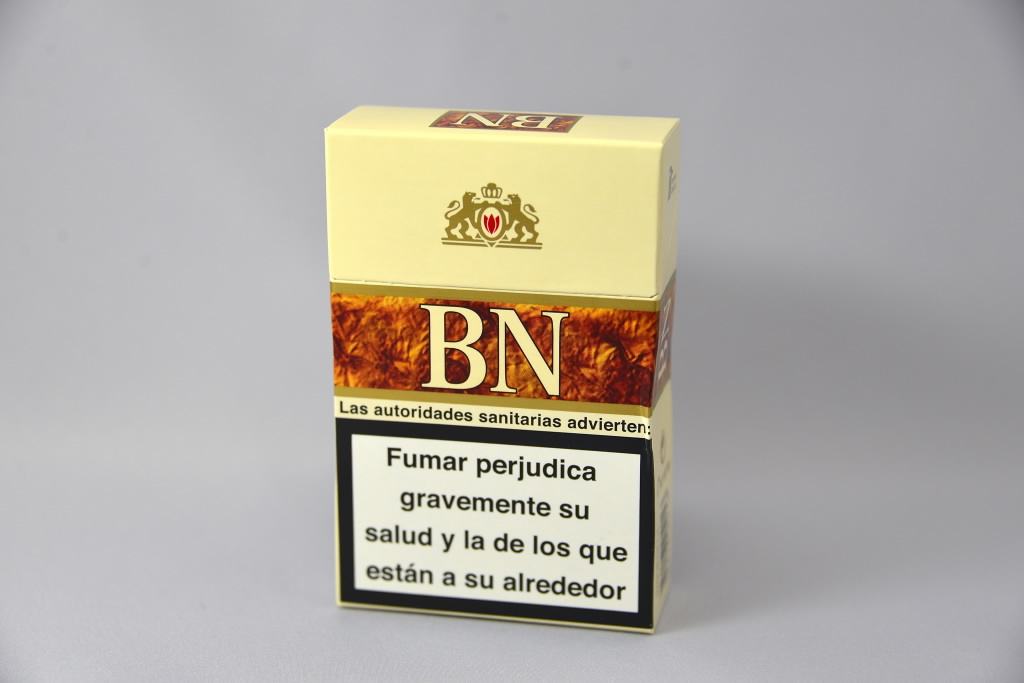 BN
BN
Las autoridades sanitarias advierten:
Fumar perjudica
gravemente su
salud y la de los que
están a su alrededor